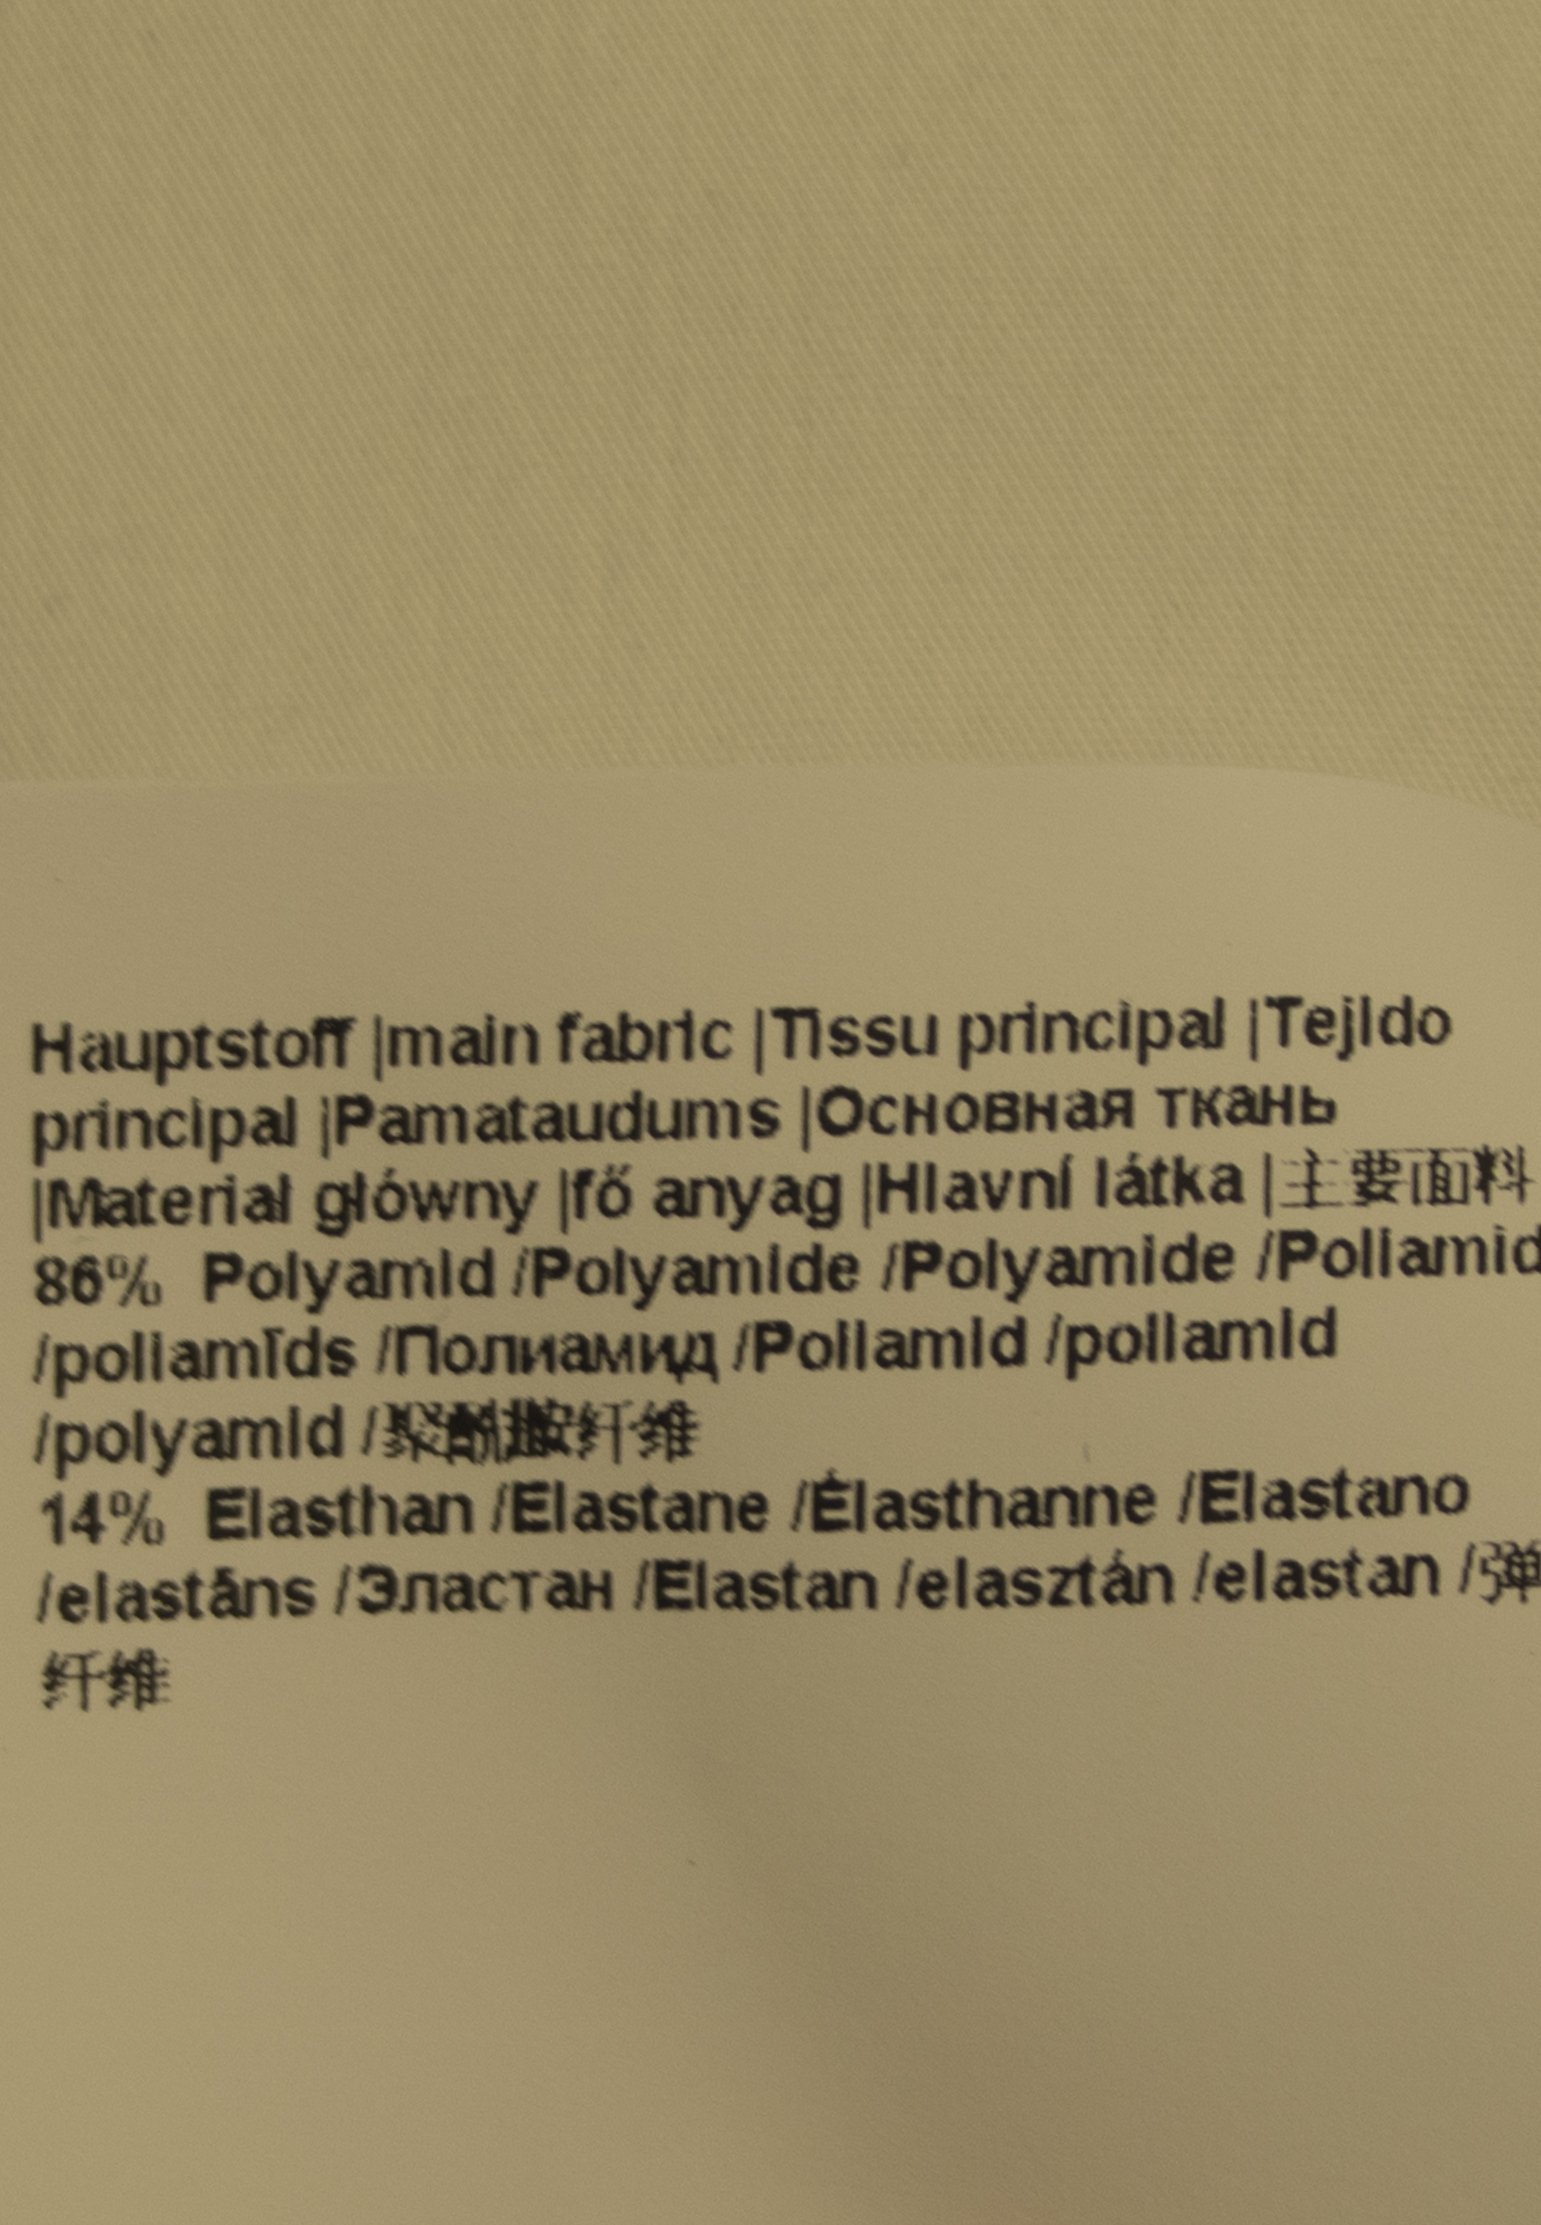 Hauptstoff |main fabric |Tissu principal |Tejido
principal |Pamataudums |Основная ткань
|Materiał główny |fő anyag |Hlavní látka |主要面料
86% Polyamid /Polyamide /Polyamide /Poliamid
/poliamīds /Полиамид /Poliamid /poliamid
/polyamid /聚酰胺纤维
14% Elasthan /Elastane /Élasthanne /Elastano
/elastāns /Эластан /Elastan /elasztán /elastan /弹
纤维